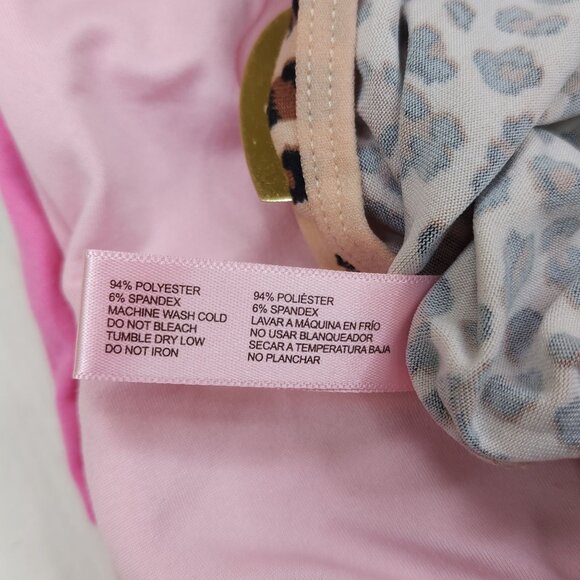 94% POLYESTER
6% SPANDEX
MACHINE WASH COLD
DO NOT BLEACH
TUMBLE DRY LOW
DO NOT IRON
94% POLIÉSTER
6% SPANDEX
LAVAR A MÁQUINA EN FRÍO
NO USAR BLANQUEADOR
SECAR A TEMPERATURA BAJA
NO PLANCHAR